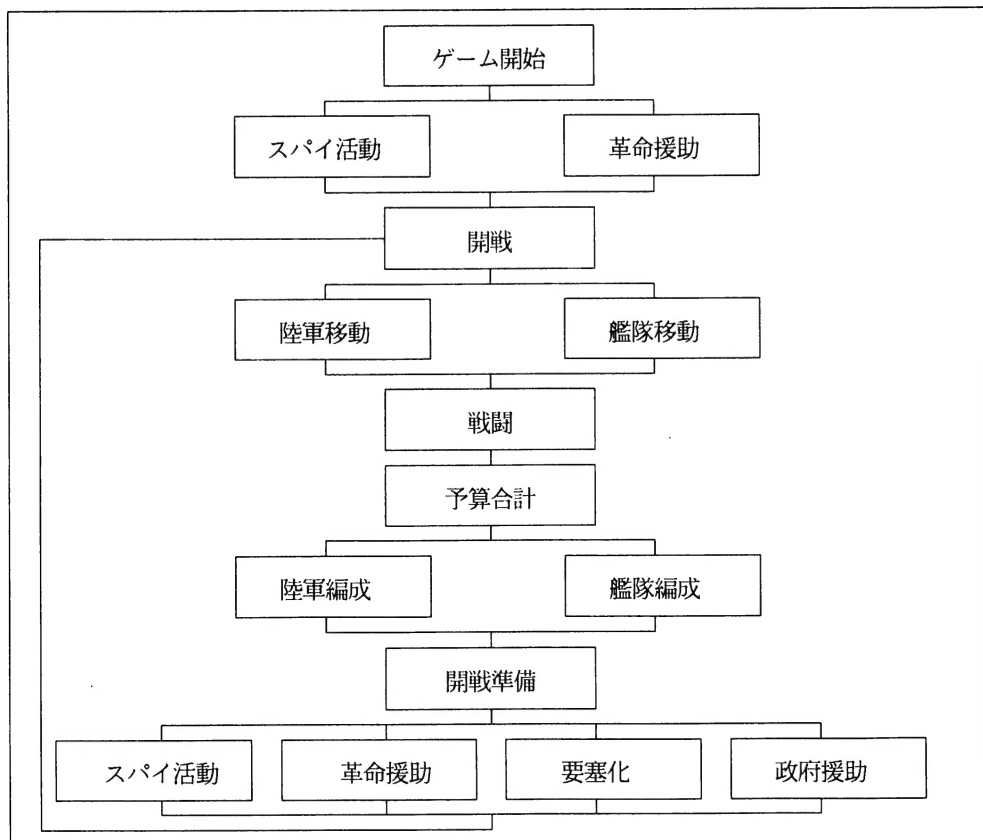 ゲーム開始
スパイ活動 革命援助
開戦
陸軍移動 艦隊移動
戦闘
予算合計
陸軍編成 艦隊編成
開戦準備
スパイ活動 革命援助 要塞化 政府援助